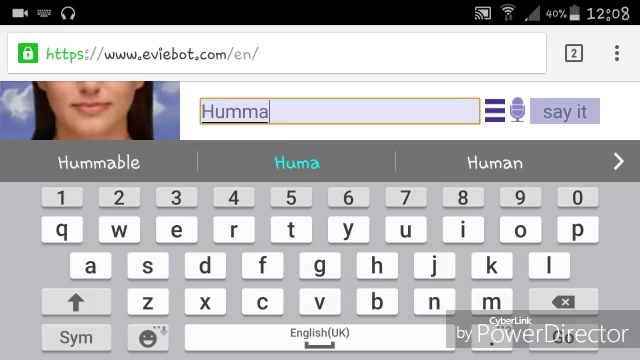 40% 12:08
https://www.eviebot.com/en/ 2
Humma say it
Hummable Huma Human
1 2 3 4 5 6 7 8 9 0
q w e r t y u i o p
a s d f g h j k l
z x c v b n m
Sym English(UK) . Go
CyberLink
by PowerDirector